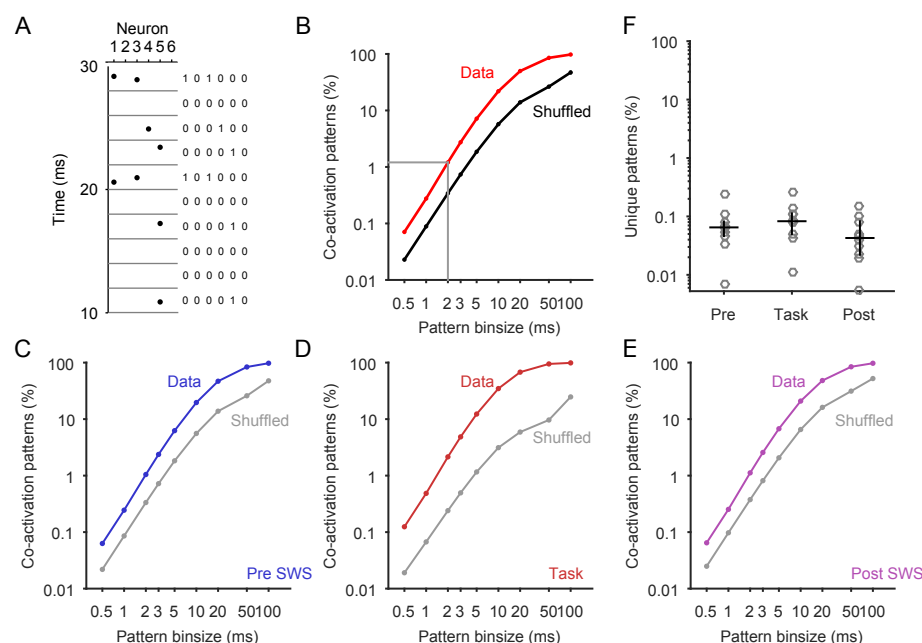 A
Neuron
1 2 3 4 5 6
30
20
10
Time (ms)
1 0 1 0 0 0
0 0 0 0 0 0
0 0 0 1 0 0
0 0 0 0 1 0
1 0 1 0 0 0
0 0 0 0 0 0
0 0 0 0 1 0
0 0 0 0 0 0
0 0 0 0 0 0
0 0 0 0 1 0
B
Co-activation patterns (%)
100
10
1
0.1
0.01
Data
Shuffled
0.5 1 2 3 5 10 20 50 100
Pattern binsize (ms)
F
Unique patterns (%)
100
10
1
0.1
0.01
Pre Task Post
C
Co-activation patterns (%)
100
10
1
0.1
0.01
Data
Shuffled
Pre SWS
0.5 1 2 3 5 10 20 50 100
Pattern binsize (ms)
D
Co-activation patterns (%)
100
10
1
0.1
0.01
Data
Shuffled
Task
0.5 1 2 3 5 10 20 50 100
Pattern binsize (ms)
E
Co-activation patterns (%)
100
10
1
0.1
0.01
Data
Shuffled
Post SWS
0.5 1 2 3 5 10 20 50 100
Pattern binsize (ms)